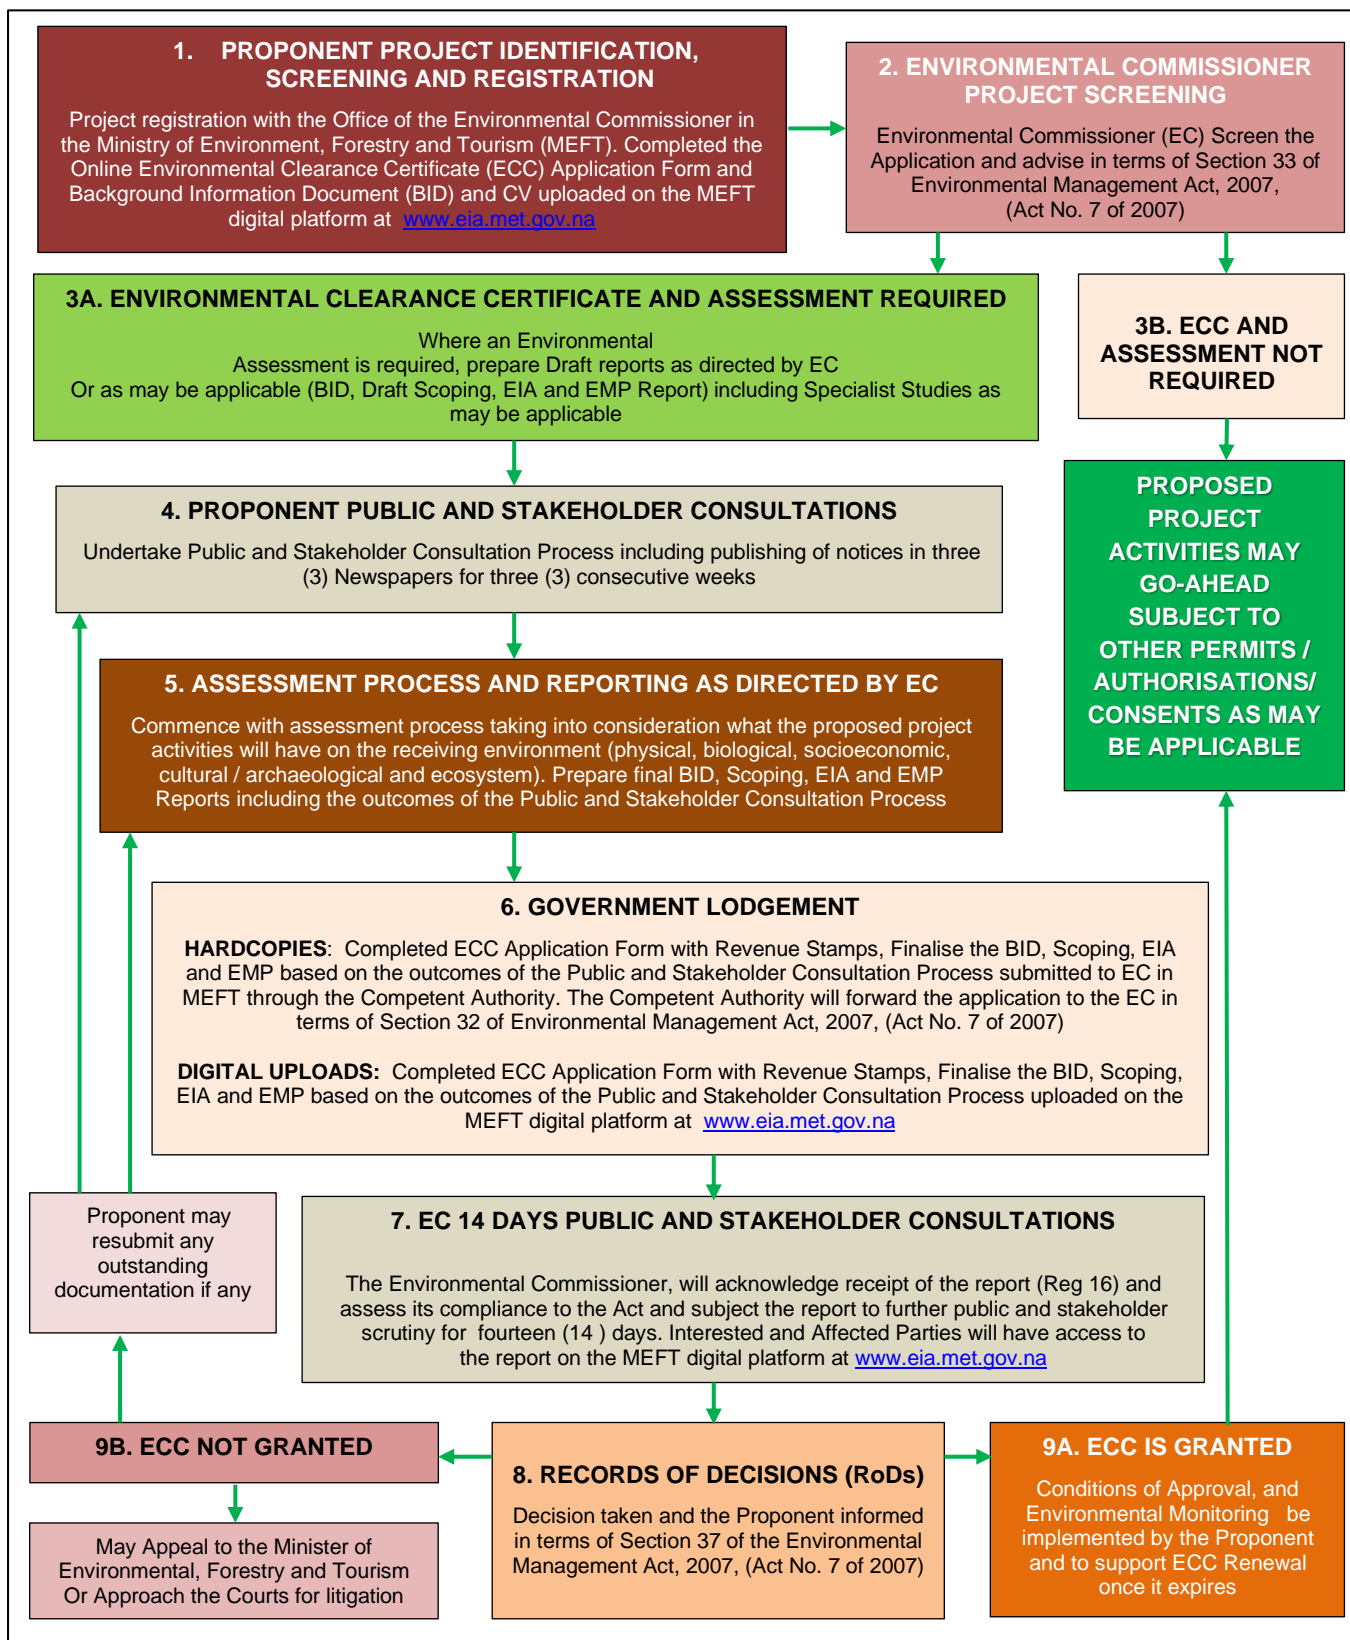 1. PROPONENT PROJECT IDENTIFICATION,
SCREENING AND REGISTRATION
Project registration with the Office of the Environmental Commissioner in
the Ministry of Environment, Forestry and Tourism (MEFT). Completed the
Online Environmental Clearance Certificate (ECC) Application Form and
Background Information Document (BID) and CV uploaded on the MEFT
digital platform at www.eia.met.gov.na
2. ENVIRONMENTAL COMMISSIONER
PROJECT SCREENING
Environmental Commissioner (EC) Screen the
Application and advise in terms of Section 33 of
Environmental Management Act, 2007,
(Act No. 7 of 2007)
3A. ENVIRONMENTAL CLEARANCE CERTIFICATE AND ASSESSMENT REQUIRED
Where an Environmental
Assessment is required, prepare Draft reports as directed by EC
Or as may be applicable (BID, Draft Scoping, EIA and EMP Report) including Specialist Studies as
may be applicable
3B. ECC AND
ASSESSMENT NOT
REQUIRED
4. PROPONENT PUBLIC AND STAKEHOLDER CONSULTATIONS
Undertake Public and Stakeholder Consultation Process including publishing of notices in three
(3) Newspapers for three (3) consecutive weeks
PROPOSED
PROJECT
ACTIVITIES MAY
GO-AHEAD
SUBJECT TO
OTHER PERMITS /
AUTHORISATIONS/
CONSENTS AS MAY
BE APPLICABLE
5. ASSESSMENT PROCESS AND REPORTING AS DIRECTED BY EC
Commence with assessment process taking into consideration what the proposed project
activities will have on the receiving environment (physical, biological, socioeconomic,
cultural / archaeological and ecosystem). Prepare final BID, Scoping, EIA and EMP
Reports including the outcomes of the Public and Stakeholder Consultation Process
6. GOVERNMENT LODGEMENT
HARDCOPIES: Completed ECC Application Form with Revenue Stamps, Finalise the BID, Scoping, EIA
and EMP based on the outcomes of the Public and Stakeholder Consultation Process submitted to EC in
MEFT through the Competent Authority. The Competent Authority will forward the application to the EC in
terms of Section 32 of Environmental Management Act, 2007, (Act No. 7 of 2007)
DIGITAL UPLOADS: Completed ECC Application Form with Revenue Stamps, Finalise the BID, Scoping,
EIA and EMP based on the outcomes of the Public and Stakeholder Consultation Process uploaded on the
MEFT digital platform at www.eia.met.gov.na
Proponent may
resubmit any
outstanding
documentation if any
7. EC 14 DAYS PUBLIC AND STAKEHOLDER CONSULTATIONS
The Environmental Commissioner, will acknowledge receipt of the report (Reg 16) and
assess its compliance to the Act and subject the report to further public and stakeholder
scrutiny for fourteen (14 ) days. Interested and Affected Parties will have access to
the report on the MEFT digital platform at www.eia.met.gov.na
9B. ECC NOT GRANTED
May Appeal to the Minister of
Environmental, Forestry and Tourism
Or Approach the Courts for litigation
8. RECORDS OF DECISIONS (RoDs)
Decision taken and the Proponent informed
in terms of Section 37 of the Environmental
Management Act, 2007, (Act No. 7 of 2007)
9A. ECC IS GRANTED
Conditions of Approval, and
Environmental Monitoring be
implemented by the Proponent
and to support ECC Renewal
once it expires